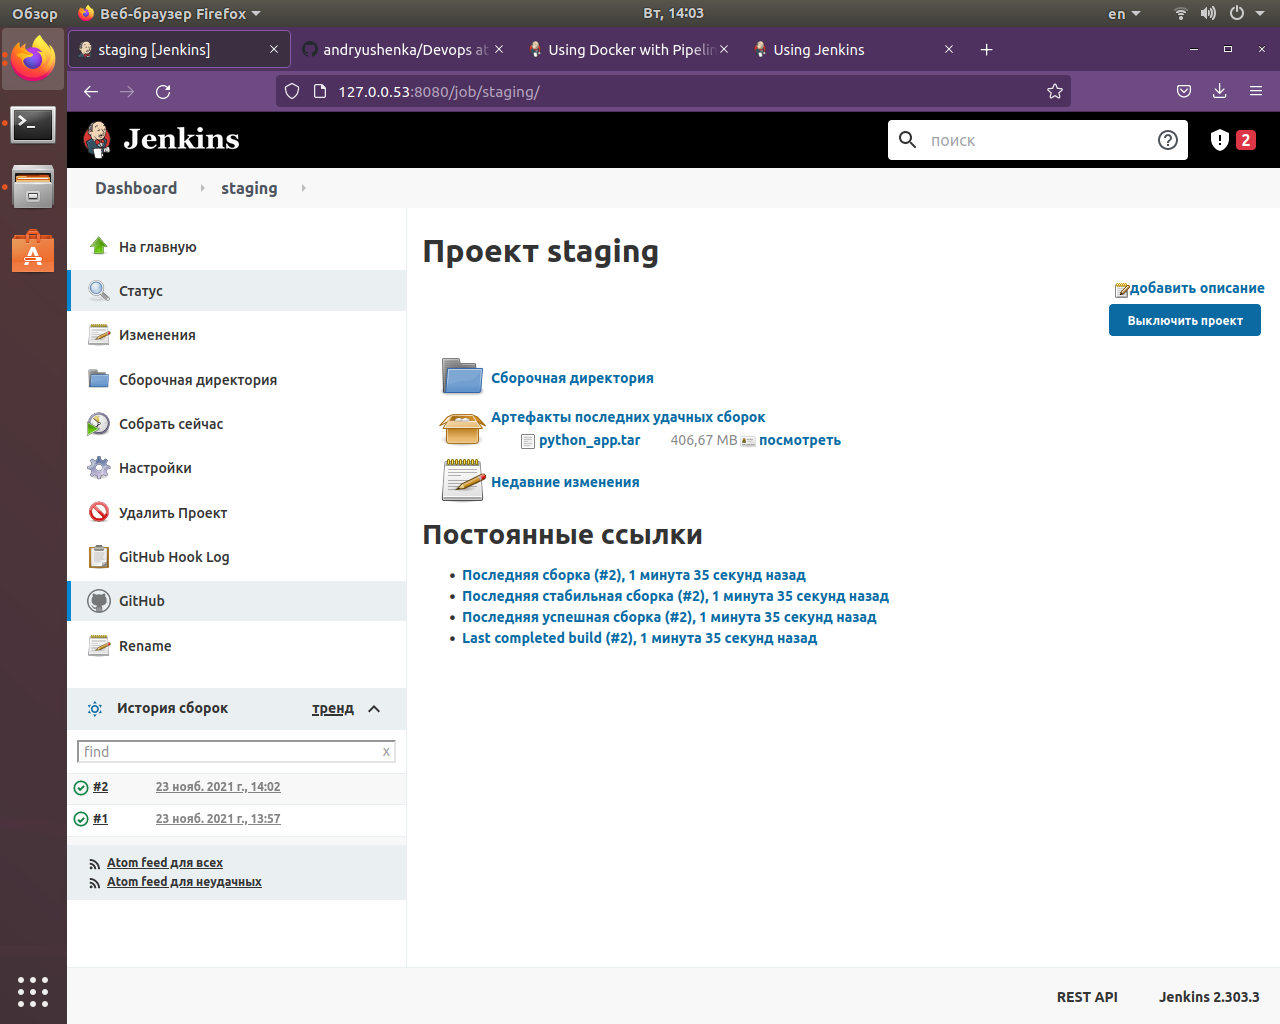 Обзор
Веб-браузер Firefox
Вт, 14:03
en
staging [Jenkins]
andryushenka/Devops at
Using Docker with Pipelin
Using Jenkins
127.0.0.53:8080/job/staging/
Jenkins
поиск
2
Dashboard
staging
На главную
Статус
Изменения
Сборочная директория
Собрать сейчас
Настройки
Удалить Проект
GitHub Hook Log
GitHub
Rename
История сборок
тренд
find
x
#2
23 нояб. 2021 г., 14:02
#1
23 нояб. 2021 г., 13:57
Atom feed для всех
Atom feed для неудачных
Проект staging
добавить описание
Выключить проект
Сборочная директория
Артефакты последних удачных сборок
python_app.tar
406,67 MB
посмотреть
Недавние изменения
Постоянные ссылки
Последняя сборка (#2), 1 минута 35 секунд назад
Последняя стабильная сборка (#2), 1 минута 35 секунд назад
Последняя успешная сборка (#2), 1 минута 35 секунд назад
Last completed build (#2), 1 минута 35 секунд назад
REST API
Jenkins 2.303.3